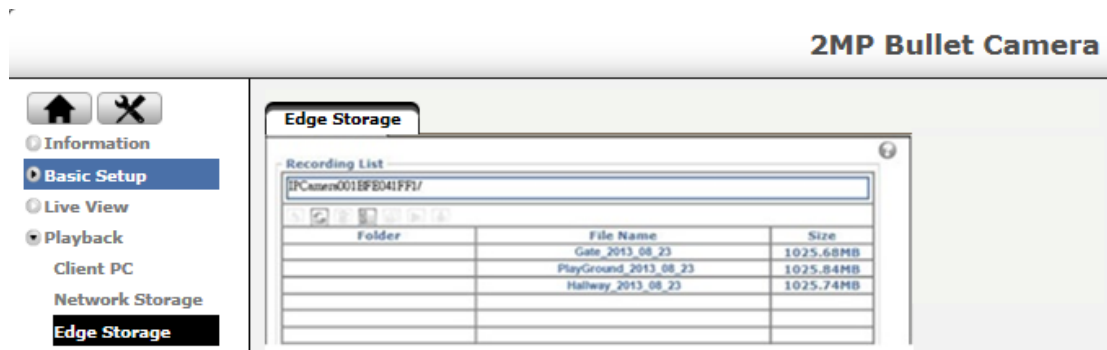 2MP Bullet Camera
Information
Basic Setup
Live View
Playback
Client PC
Network Storage
Edge Storage
Edge Storage
Recording List
IPCamera001BFE041FF1/
Folder File Name Size
Gate_2013_08_23 1025.68MB
PlayGround_2013_08_23 1025.84MB
Hallway_2013_08_23 1025.74MB